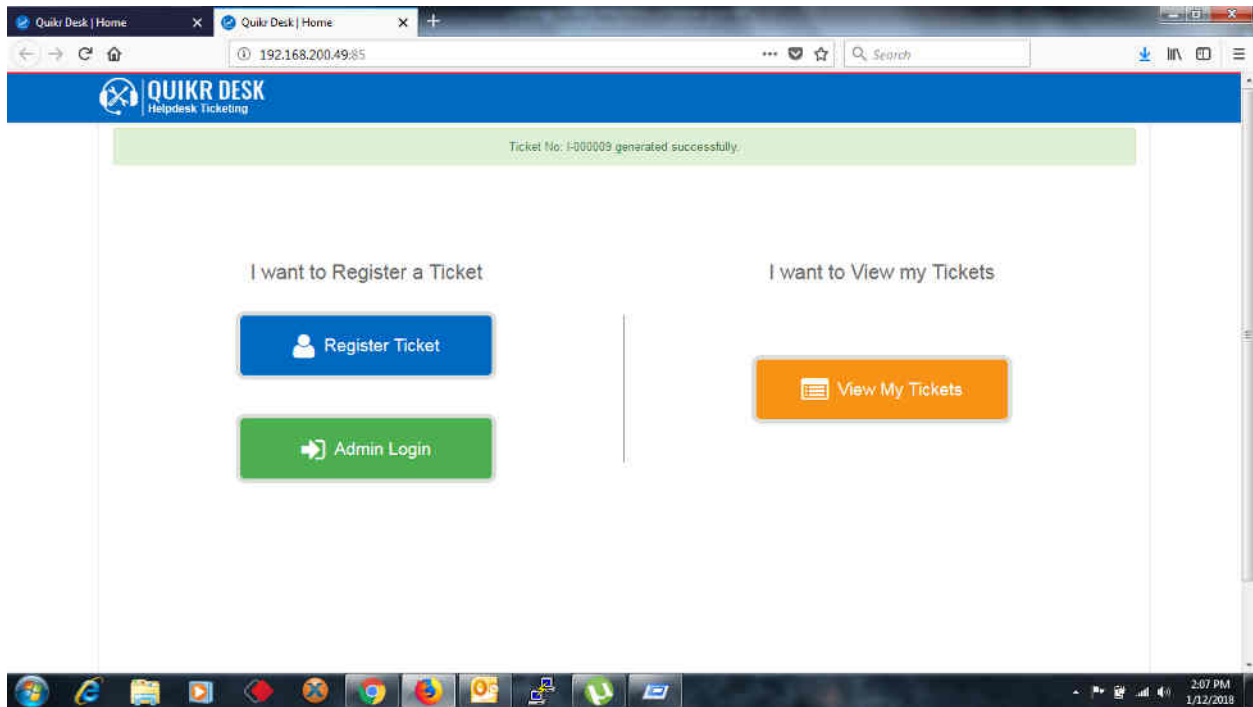 Quikr Desk | Home
Quikr Desk | Home
192.168.200.49:85
Search
QUIKR DESK
Helpdesk Ticketing
Ticket No: I-000009 generated successfully.
I want to Register a Ticket
I want to View my Tickets
Register Ticket
View My Tickets
Admin Login
2:07 PM
1/12/2018